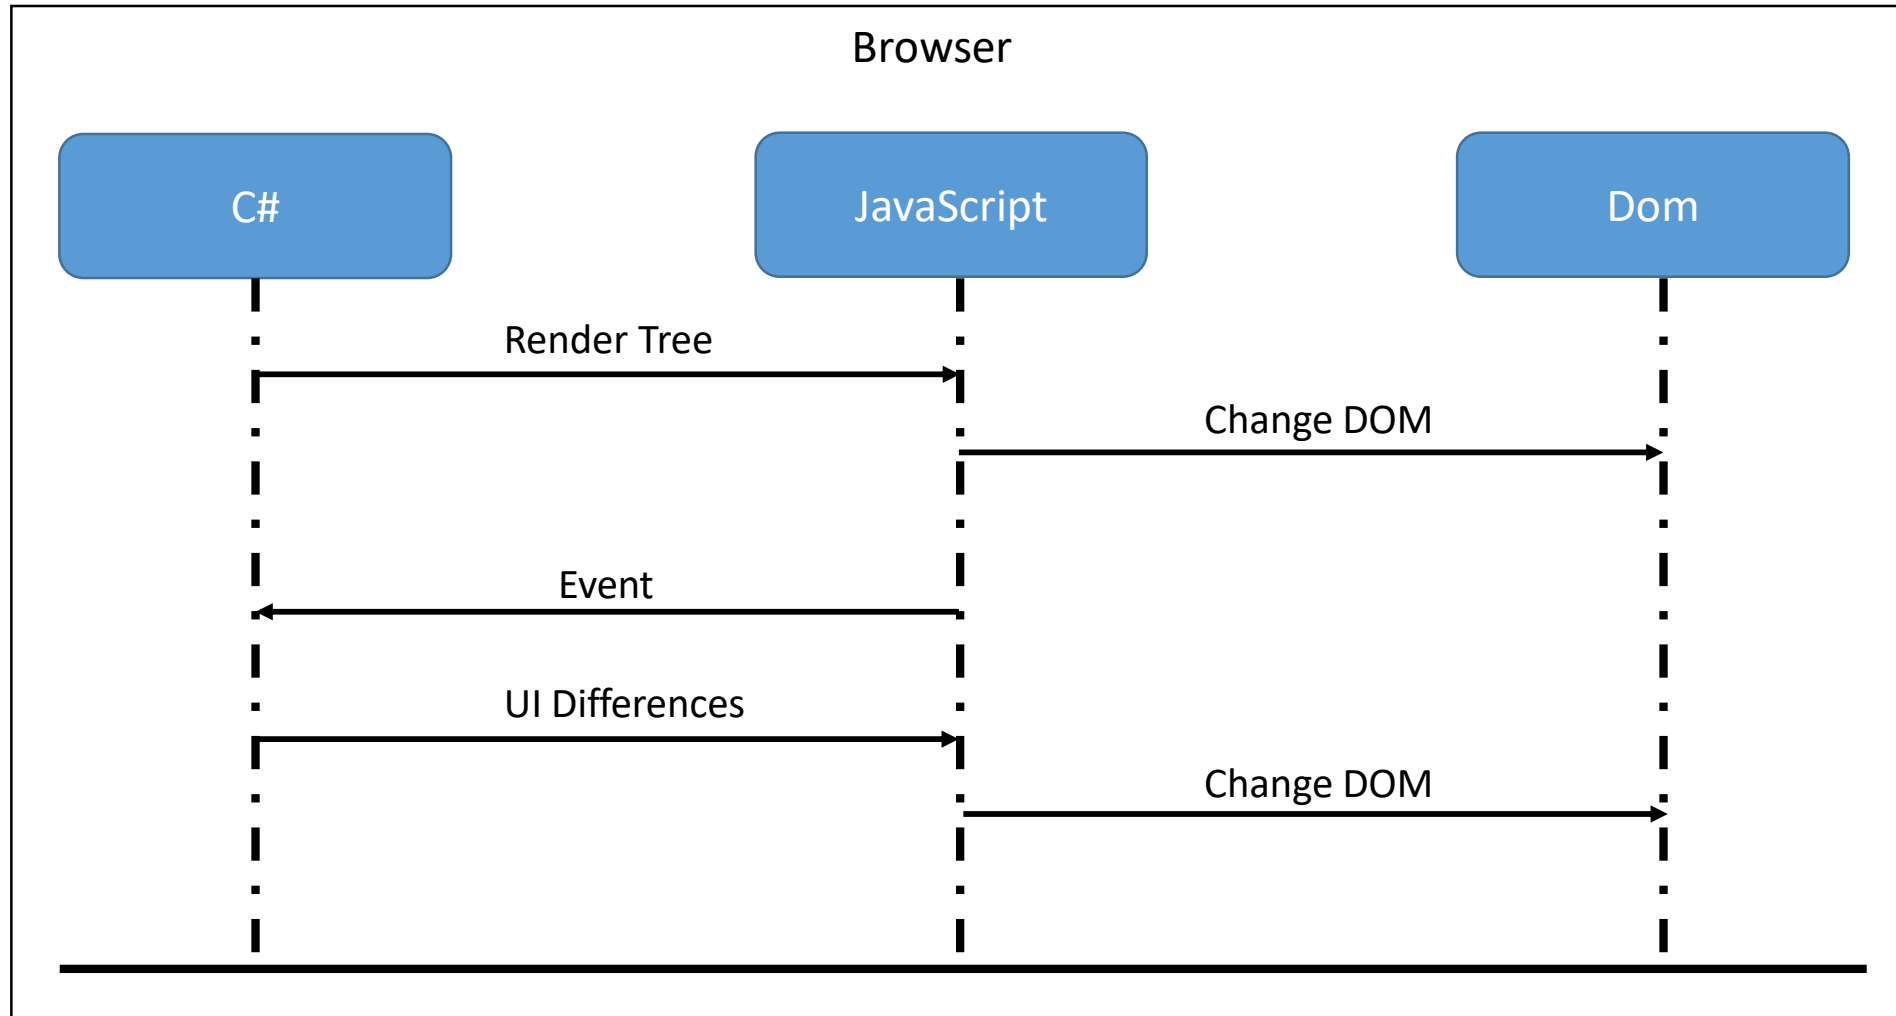 Browser
C#
JavaScript
Dom
Render Tree
Change DOM
Event
UI Differences
Change DOM